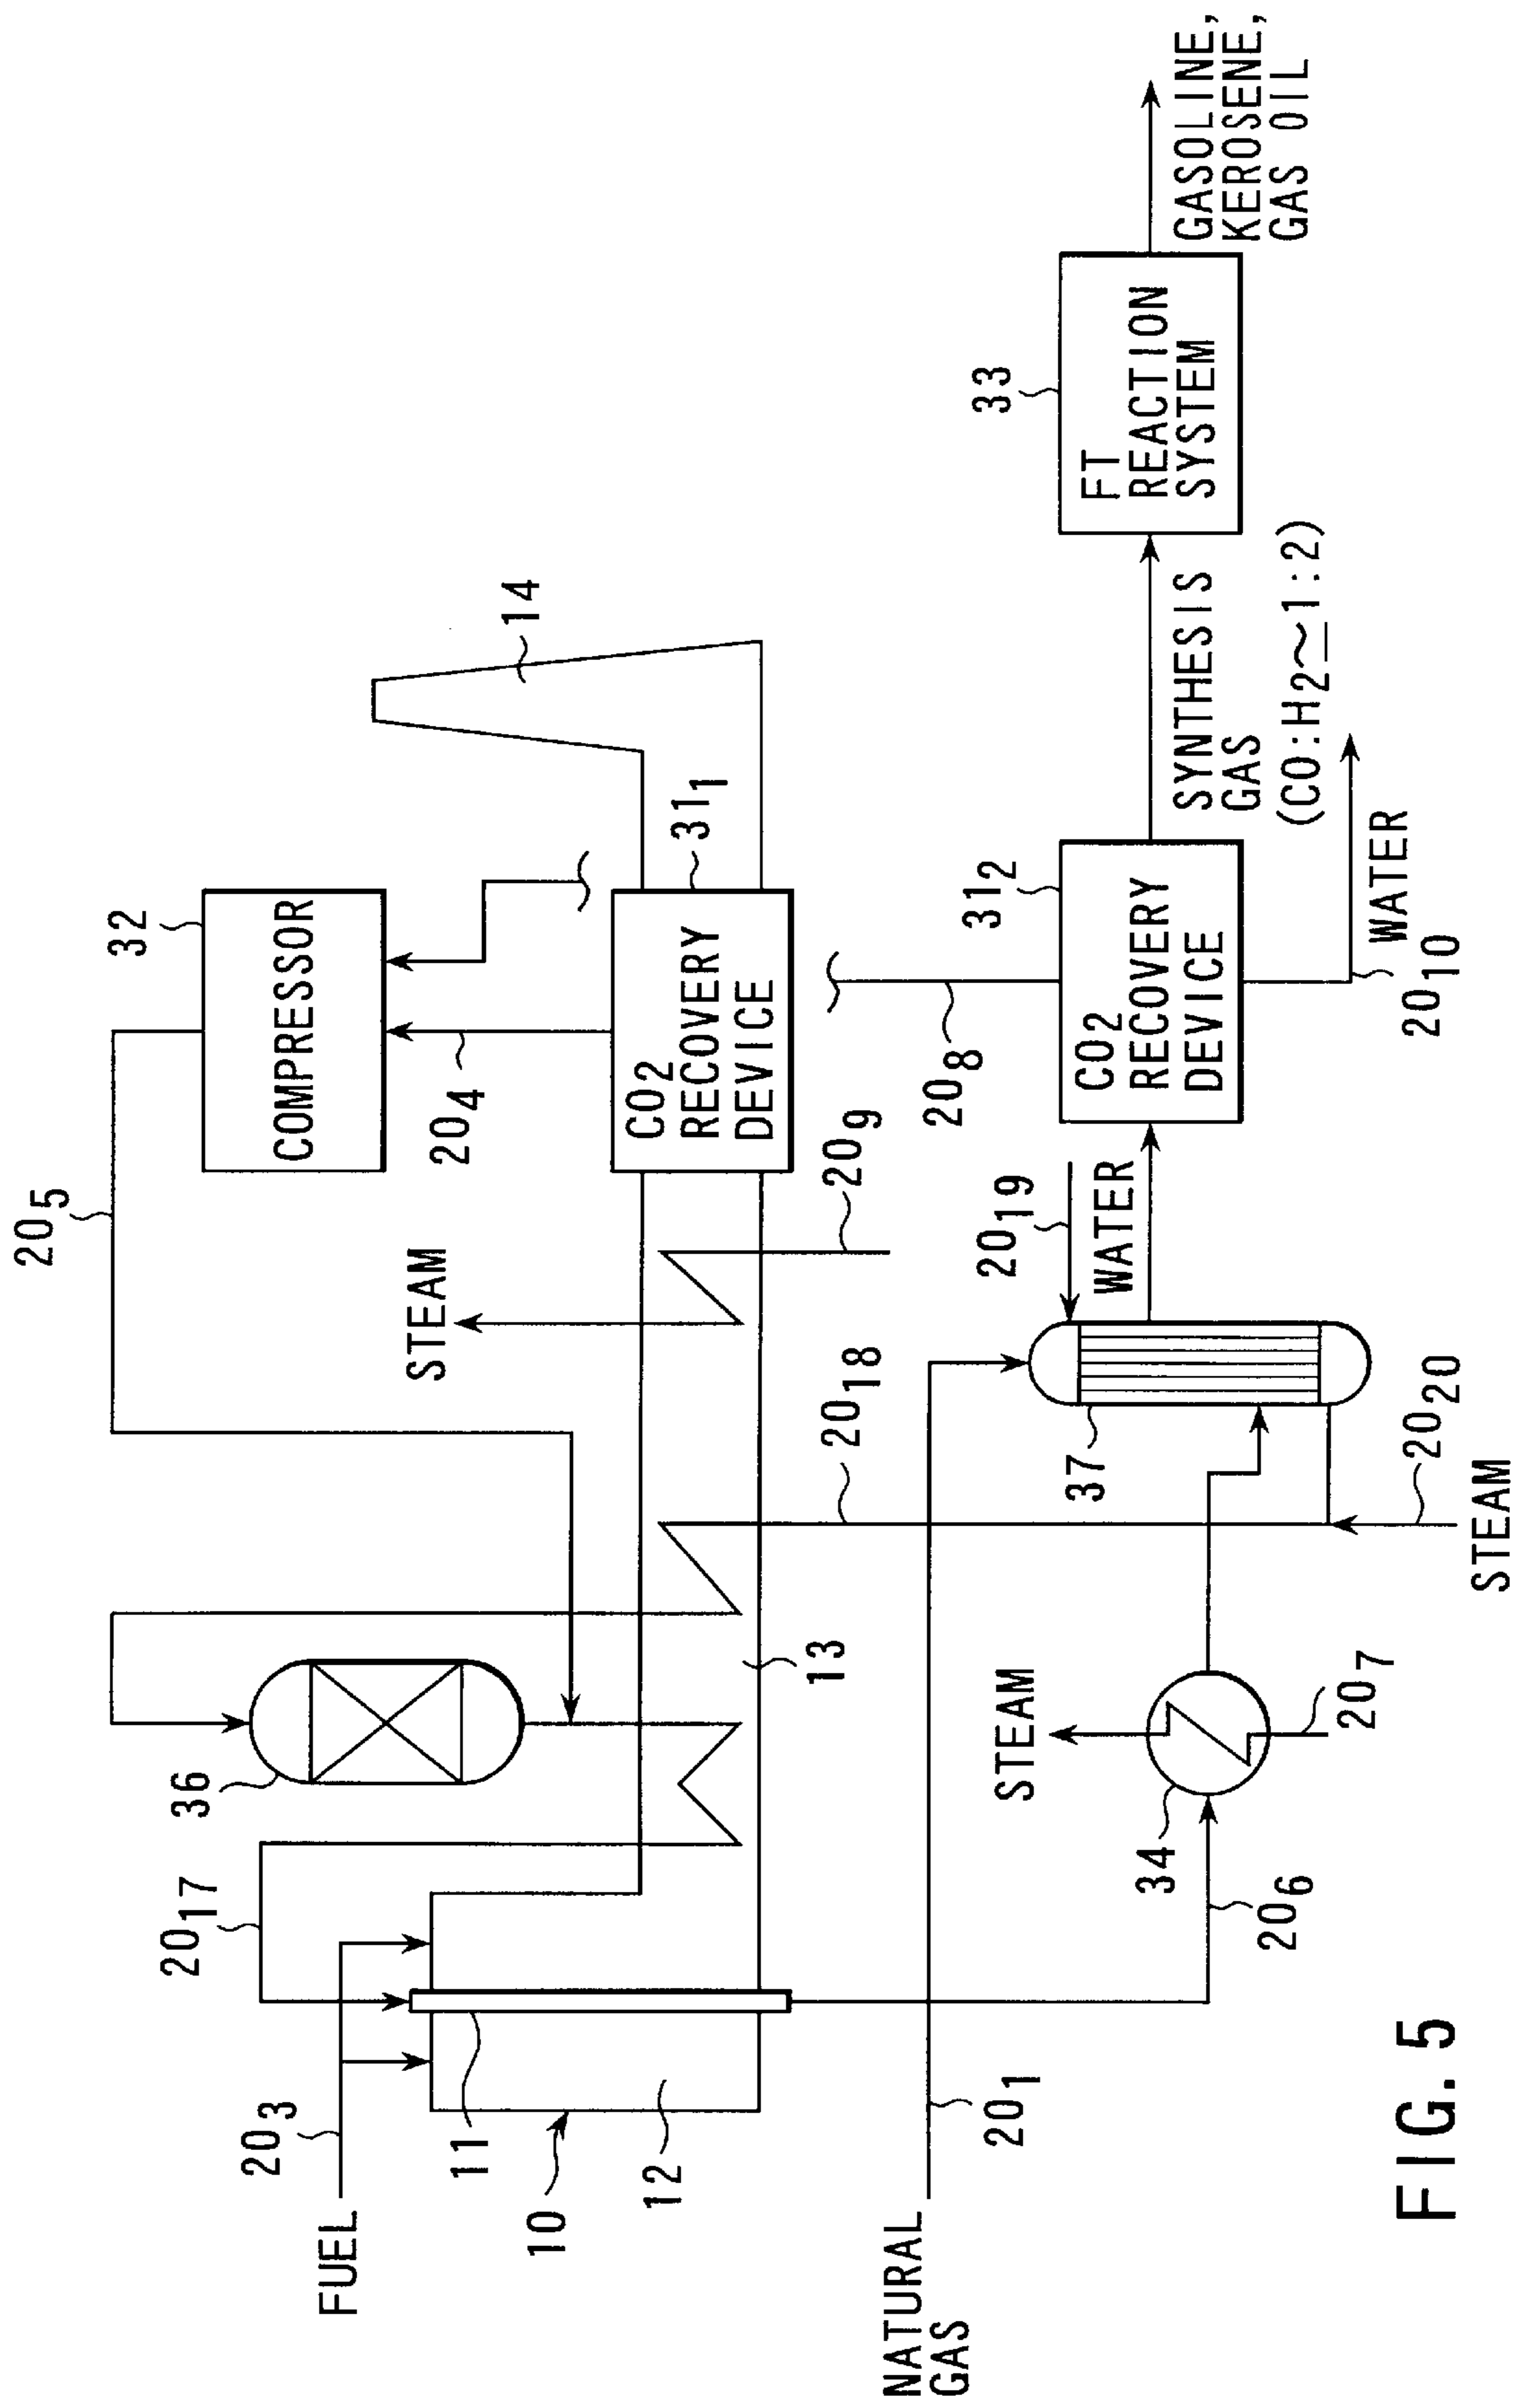 20₅
32
COMPRESSOR
20₄
14
31₁
CO₂
RECOVERY
DEVICE
STEAM
20₉
36
20₁₇
20₃
FUEL
11
10
12
13
20₁₈
20₈
31₂
CO₂
RECOVERY
DEVICE
20₁₉
WATER
33
FT
REACTION
SYSTEM
GASOLINE,
KEROSENE,
GAS OIL
SYNTHESIS
GAS
(CO:H₂≃1:2)
WATER
20₁₀
37
STEAM
34
20₇
20₆
20₂₀
STEAM
NATURAL
GAS
20₁
FIG. 5